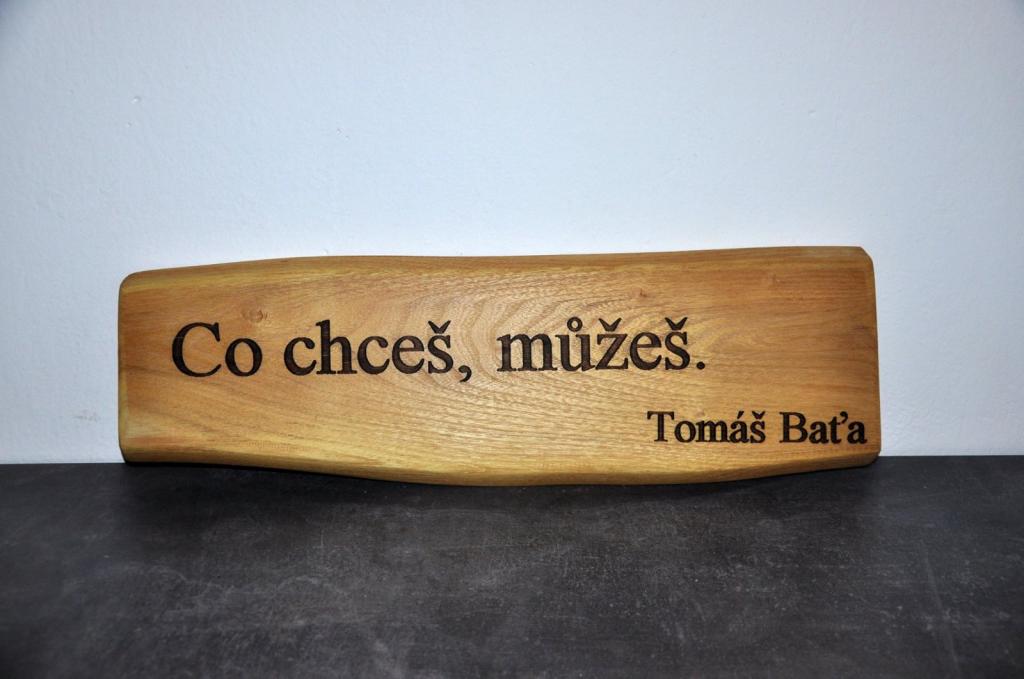 Co chceš, můžeš.
Tomáš Baťa